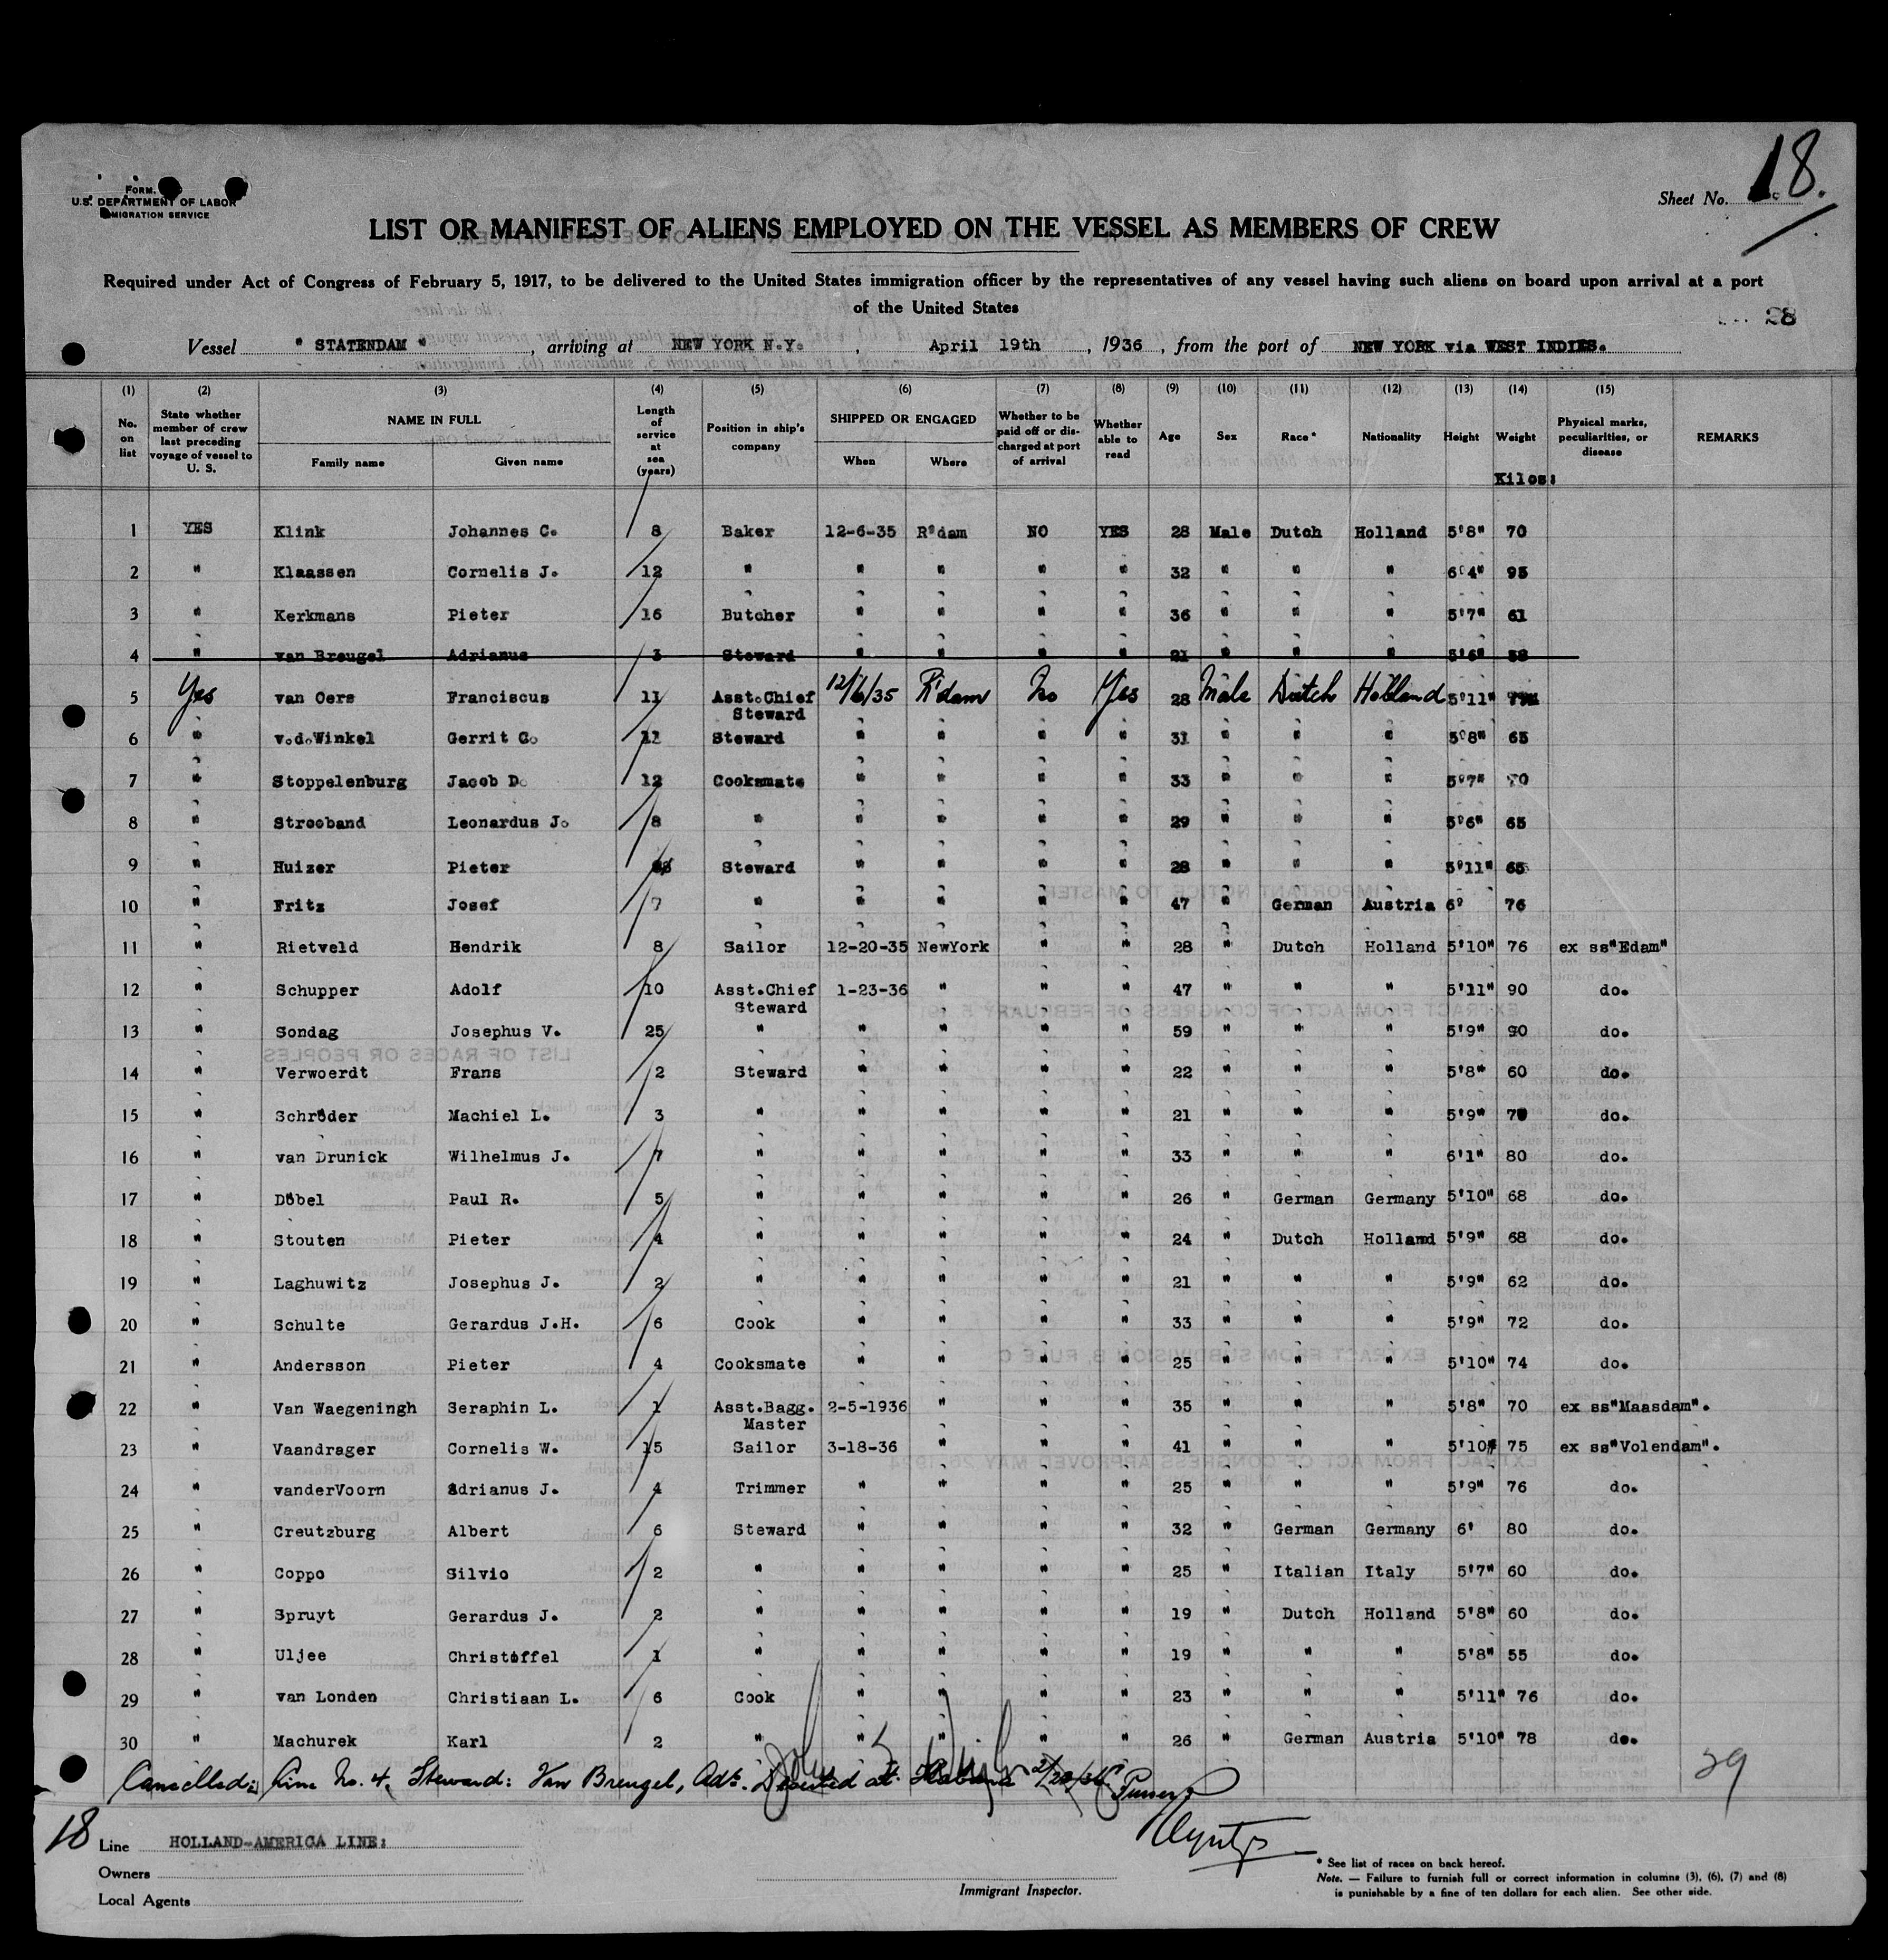 FORM.
U.S. DEPARTMENT OF LABOR
IMMIGRATION SERVICE
Sheet No. 18.
LIST OR MANIFEST OF ALIENS EMPLOYED ON THE VESSEL AS MEMBERS OF CREW
Required under Act of Congress of February 5, 1917, to be delivered to the United States immigration officer by the representatives of any vessel having such aliens on board upon arrival at a port
of the United States
28
Vessel " STATENDAM " , arriving at NEW YORK N.Y. , April 19th , 1936 , from the port of NEW YORK via WEST INDIES.
(1) (2) (3) (4) (5) (6) (7) (8) (9) (10) (11) (12) (13) (14) (15)
No. on list State whether member of crew last preceding voyage of vessel to U. S. NAME IN FULL Family name Given name Length of service at sea (years) Position in ship's company SHIPPED OR ENGAGED When Where Whether to be paid off or discharged at port of arrival Whether able to read Age Sex Race* Nationality Height Weight Physical marks, peculiarities, or disease REMARKS
Kilos:
1 YES Klink Johannes C. 8 Baker 12-6-35 R'dam NO YES 28 Male Dutch Holland 5'8" 70
2 " Klaassen Cornelis J. 12 " " " " " 32 " " " 6'4" 95
3 " Kerkmans Pieter 16 Butcher " " " " 36 " " " 5'7" 61
4 " van Breugel Adrianus 3 Steward " " " " 21 " " " 5'6" 58
5 Yes van Oers Franciscus 11 Asst.Chief Steward 12/6/35 R'dam No Yes 28 Male Dutch Holland 5'11"
6 " v.d.Winkel Gerrit C. 12 Steward " " " " 31 " " " 5'8" 65
7 " Stoppelenburg Jacob D. 12 Cooksmate " " " " 33 " " " 5'7" 70
8 " Strooband Leonardus J. 8 " " " " " 29 " " " 5'6" 65
9 " Huizer Pieter Steward " " " " 28 " " " 5'11" 65
10 " Fritz Josef 7 " " " " " 47 " German Austria 6' 76
11 " Rietveld Hendrik 8 Sailor 12-20-35 NewYork " " 28 " Dutch Holland 5'10" 76 ex ss"Edam"
12 " Schupper Adolf 10 Asst.Chief Steward 1-23-36 " " " 47 " " " 5'11" 90 do.
13 " Sondag Josephus V. 25 " " " " " 59 " " " 5'9" 90 do.
14 " Verwoerdt Frans 2 Steward " " " " 22 " " " 5'8" 60 do.
15 " Schröder Machiel L. 3 " " " " " 21 " " " 5'9" 70 do.
16 " van Drunick Wilhelmus J. 7 " " " " " 33 " " " 6'1" 80 do.
17 " Döbel Paul R. 5 " " " " " 26 " German Germany 5'10" 68 do.
18 " Stouten Pieter 4 " " " " " 24 " Dutch Holland 5'9" 68 do.
19 " Laghuwitz Josephus J. 2 " " " " " 21 " " " 5'9" 62 do.
20 " Schulte Gerardus J.H. 6 Cook " " " " 33 " " " 5'9" 72 do.
21 " Andersson Pieter 4 Cooksmate " " " " 25 " " " 5'10" 74 do.
22 " Van Waegeningh Seraphin L. 1 Asst.Bagg. Master 2-5-1936 " " " 35 " " " 5'8" 70 ex ss"Maasdam".
23 " Vaandrager Cornelis W. 15 Sailor 3-18-36 " " " 41 " " " 5'10" 75 ex ss"Volendam".
24 " vanderVoorn Adrianus J. 4 Trimmer " " " " 25 " " " 5'9" 76 do.
25 " Creutzburg Albert 6 Steward " " " " 32 " German Germany 6' 80 do.
26 " Coppo Silvio 2 " " " " " 25 " Italian Italy 5'7" 60 do.
27 " Spruyt Gerardus J. 2 " " " " " 19 " Dutch Holland 5'8" 60 do.
28 " Uljee Christoffel 1 " " " " " 19 " " " 5'8" 55 do.
29 " van Londen Christiaan L. 6 Cook " " " " 23 " " " 5'11" 76 do.
30 " Machurek Karl 2 " " " " " 26 " German Austria 5'10" 78 do.
Cancelled: Line No. 4, Steward: Van Breugel, Ads. Deserted at Habana Purser
29
18 Line HOLLAND-AMERICA LINE:
Owners
Local Agents
Immigrant Inspector.
* See list of races on back hereof.
Note. — Failure to furnish full or correct information in columns (3), (6), (7) and (8)
is punishable by a fine of ten dollars for each alien. See other side.